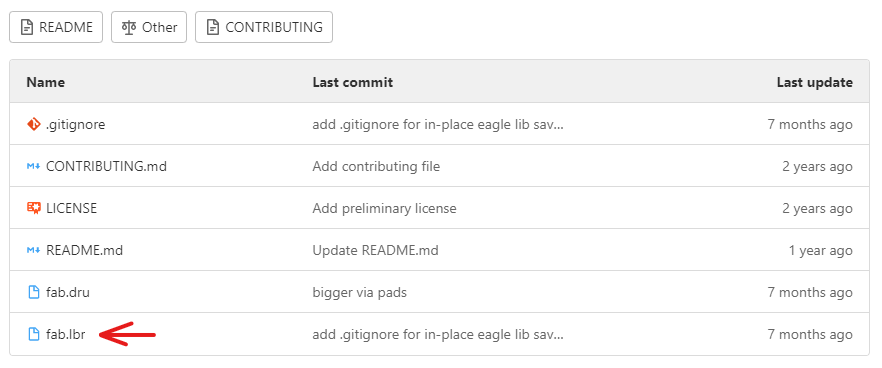 README Other CONTRIBUTING
Name Last commit Last update
.gitignore add .gitignore for in-place eagle lib sav... 7 months ago
CONTRIBUTING.md Add contributing file 2 years ago
LICENSE Add preliminary license 2 years ago
README.md Update README.md 1 year ago
fab.dru bigger via pads 7 months ago
fab.lbr add .gitignore for in-place eagle lib sav... 7 months ago